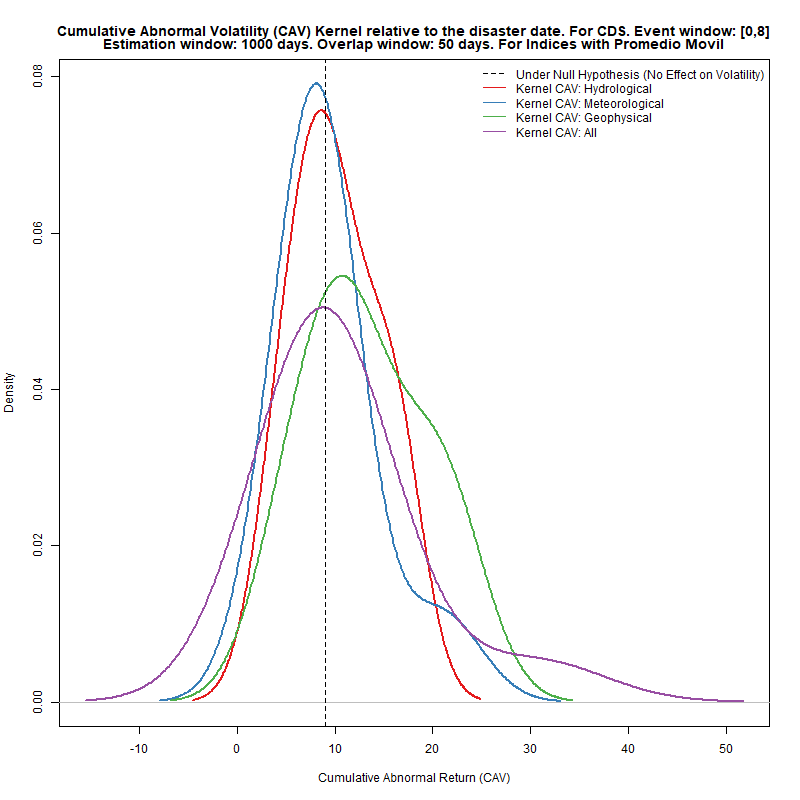 Cumulative Abnormal Volatility (CAV) Kernel relative to the disaster date. For CDS. Event window: [0,8]
Estimation window: 1000 days. Overlap window: 50 days. For Indices with Promedio Movil
Under Null Hypothesis (No Effect on Volatility)
Kernel CAV: Hydrological
Kernel CAV: Meteorological
Kernel CAV: Geophysical
Kernel CAV: All
Density
0.08
0.06
0.04
0.02
0.00
-10 0 10 20 30 40 50
Cumulative Abnormal Return (CAV)